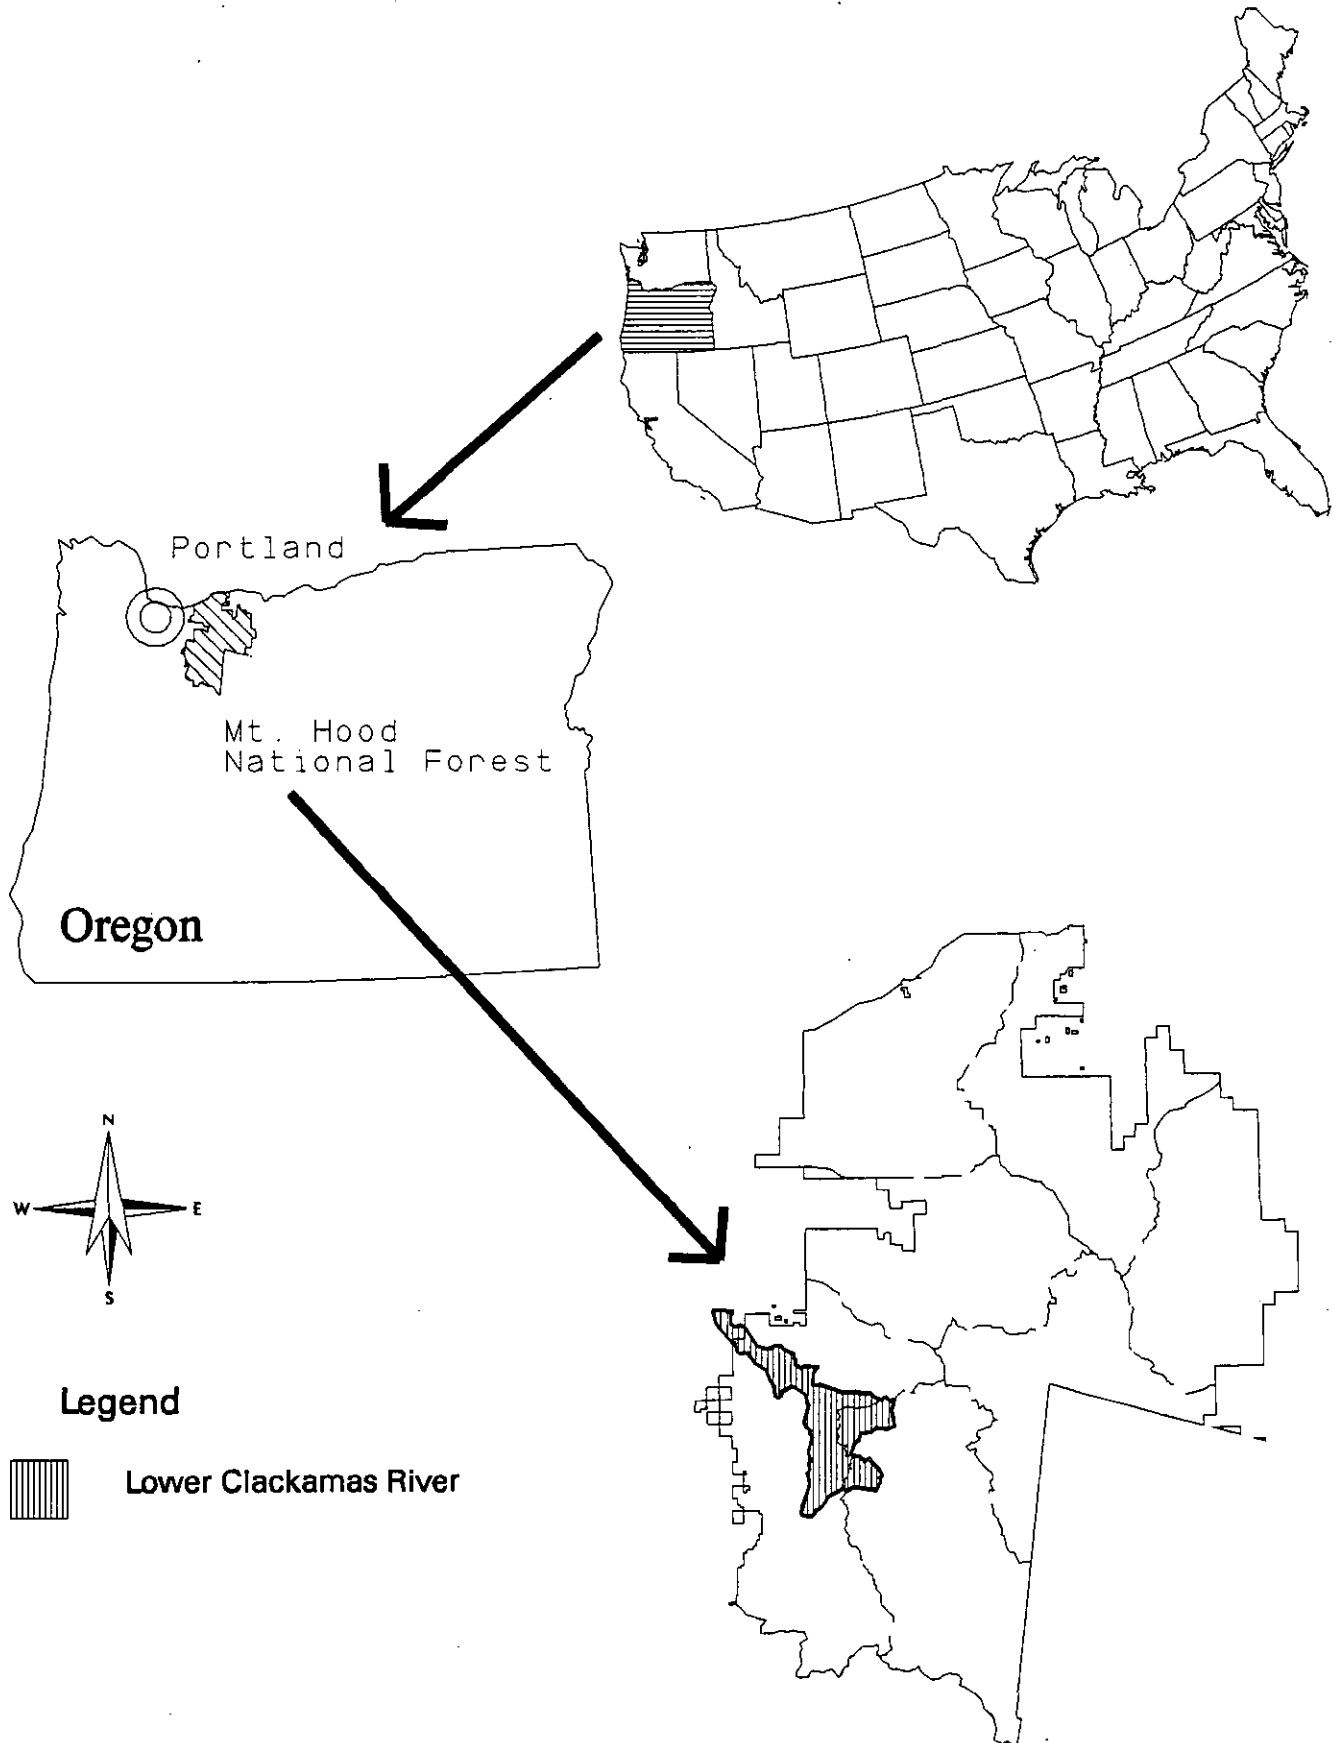 Portland
Mt. Hood
National Forest
Oregon
N
W
E
S
Legend
Lower Clackamas River